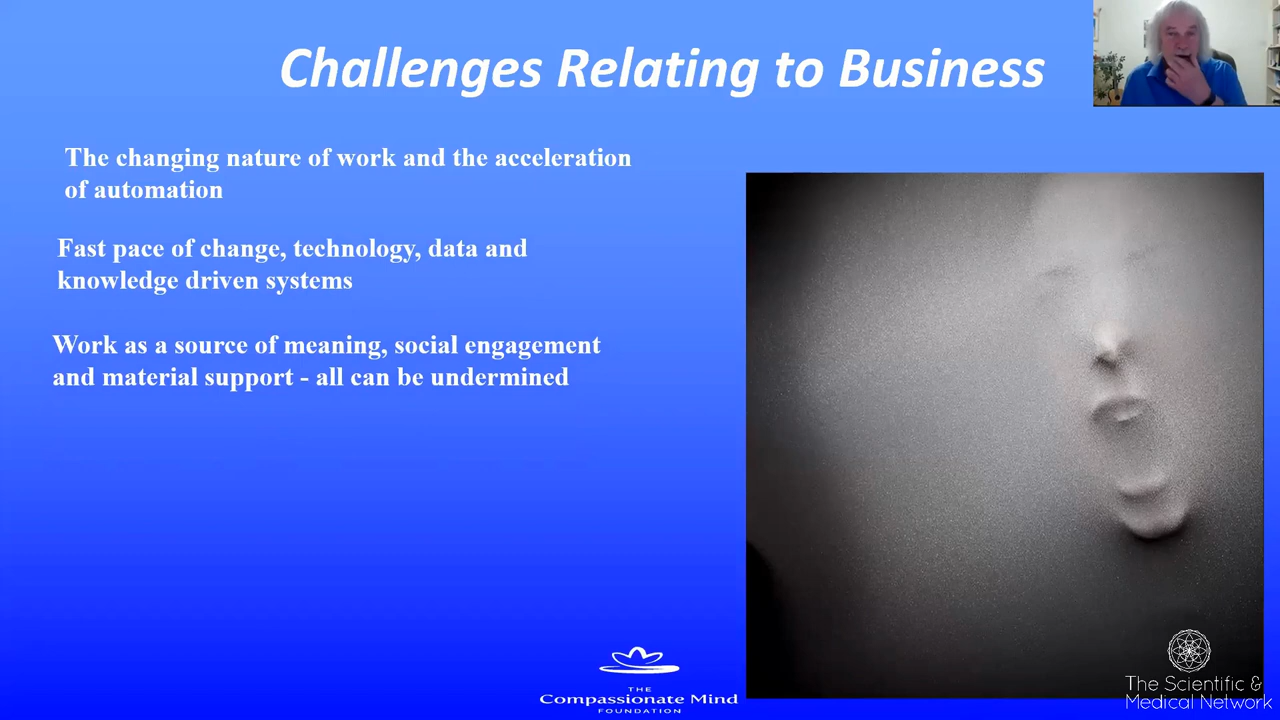 Challenges Relating to Business
The changing nature of work and the acceleration
of automation
Fast pace of change, technology, data and
knowledge driven systems
Work as a source of meaning, social engagement
and material support - all can be undermined
THE
Compassionate Mind
FOUNDATION
The Scientific &
Medical Network